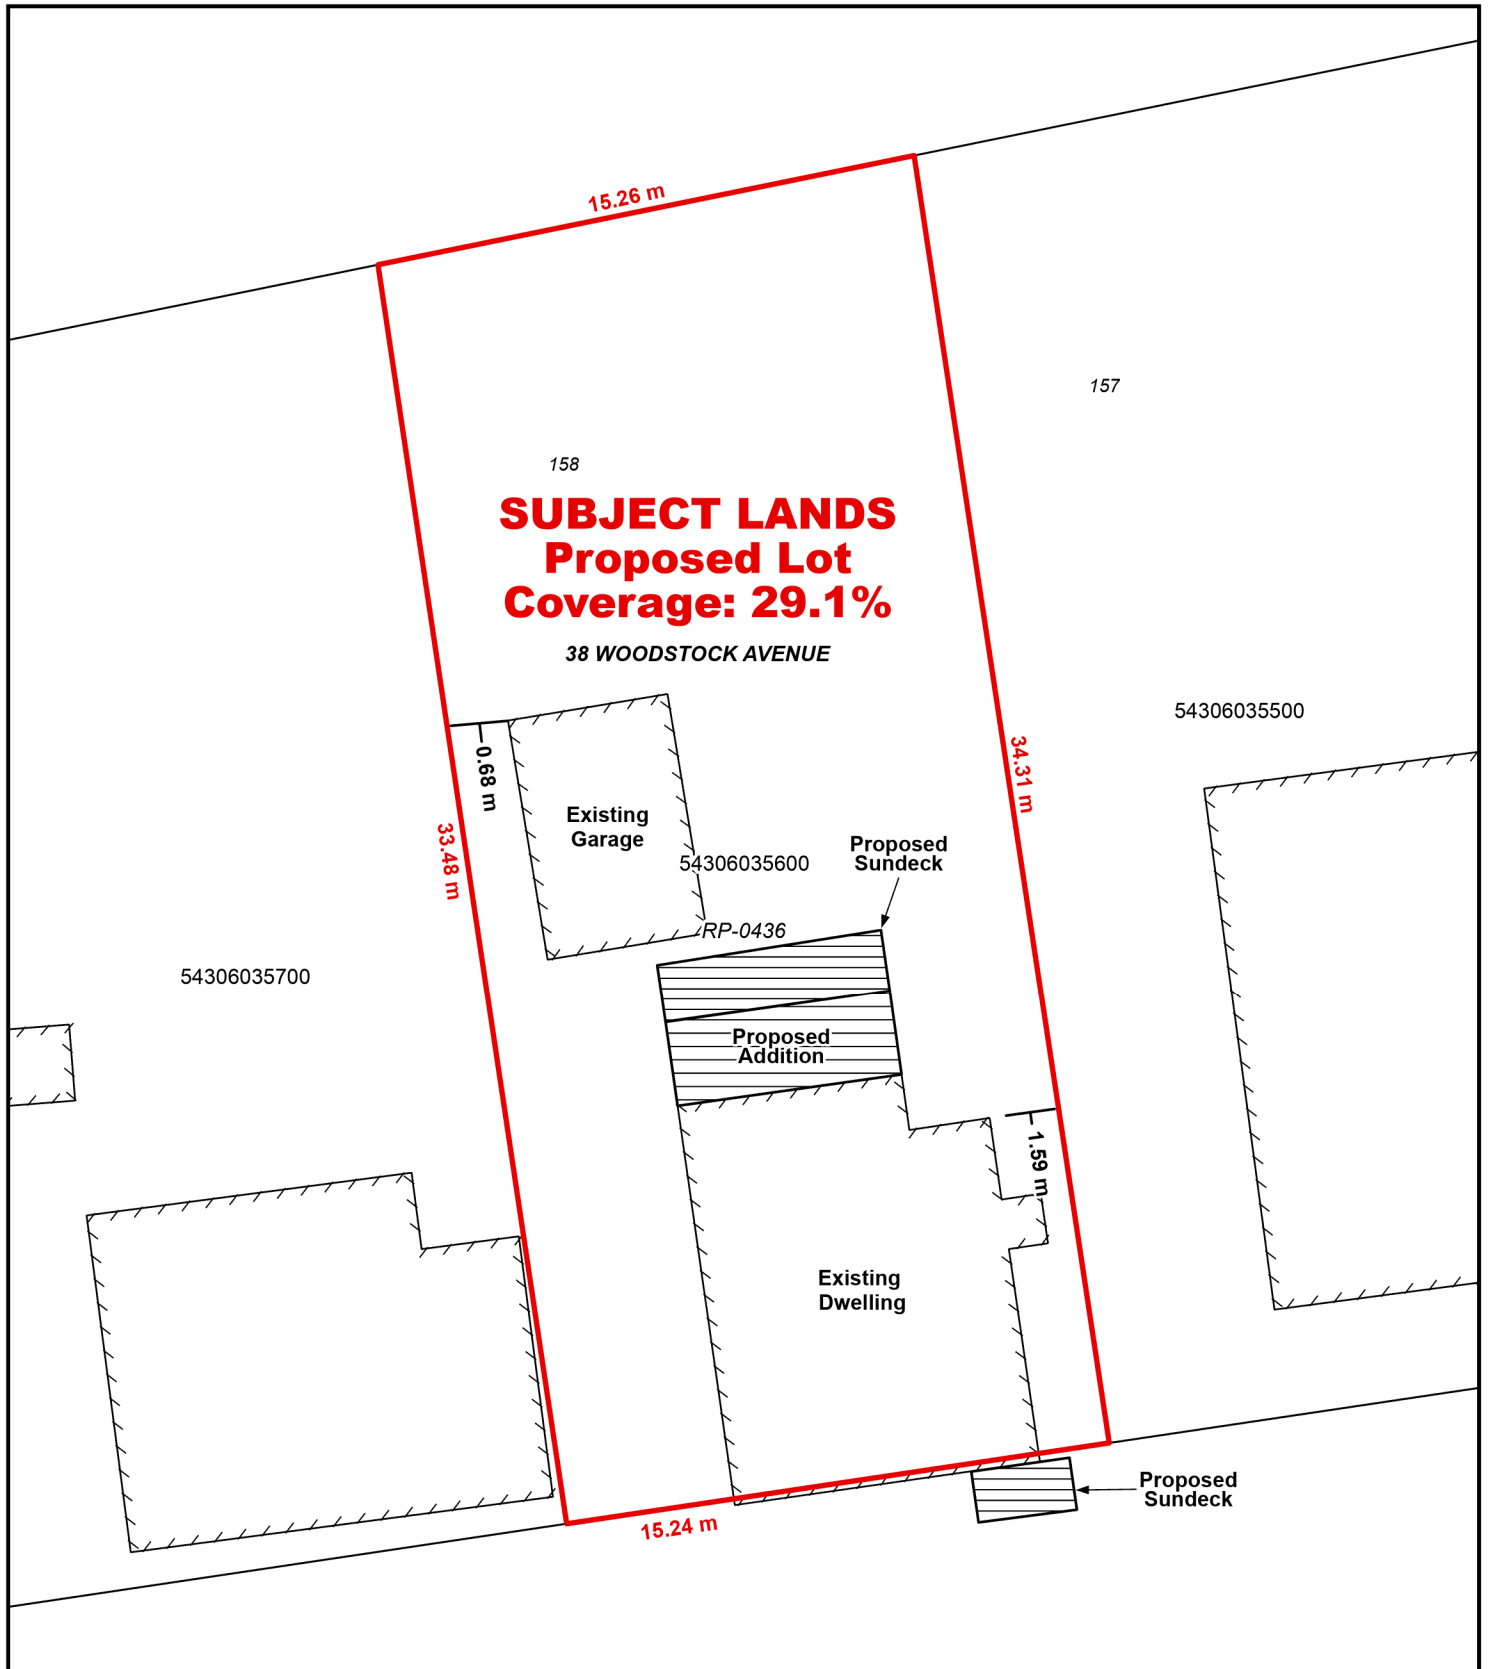 15.26 m
157
158
SUBJECT LANDS
Proposed Lot
Coverage: 29.1%
38 WOODSTOCK AVENUE
54306035500
0.68 m
34.31 m
Existing
Garage
33.48 m
54306035600
Proposed
Sundeck
RP-0436
54306035700
Proposed
Addition
1.59 m
Existing
Dwelling
Proposed
Sundeck
15.24 m